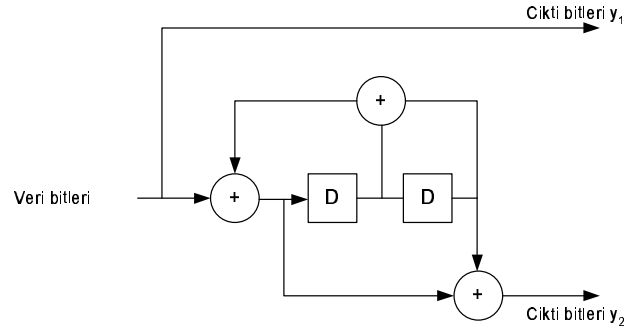 Cikti bitleri y1
+
Veri bitleri
+
D
D
+
Cikti bitleri y2